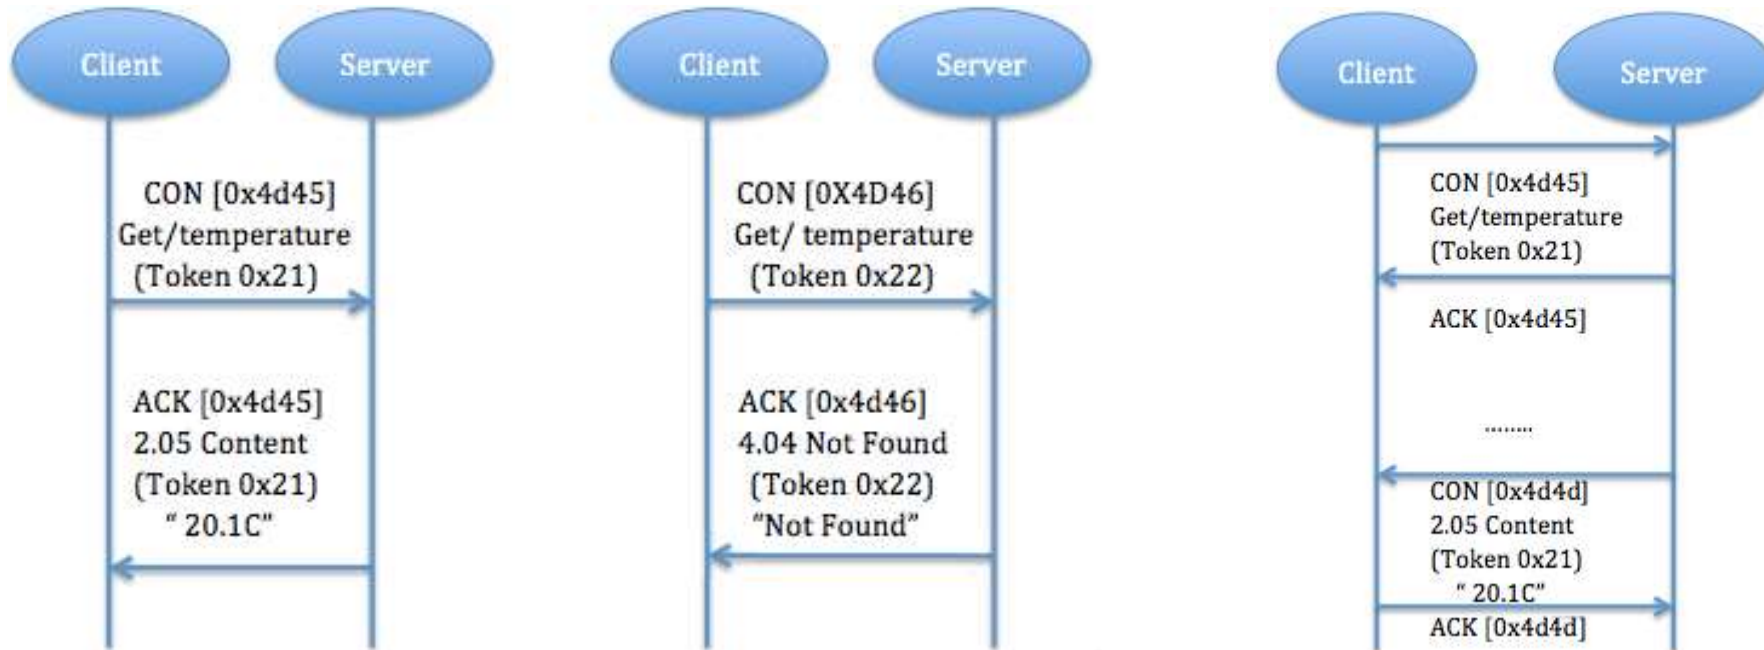 Client
Server
CON [0x4d45]
Get/temperature
(Token 0x21)
ACK [0x4d45]
2.05 Content
(Token 0x21)
“ 20.1C”
Client
Server
CON [0X4D46]
Get/ temperature
(Token 0x22)
ACK [0x4d46]
4.04 Not Found
(Token 0x22)
“Not Found”
Client
Server
CON [0x4d45]
Get/temperature
(Token 0x21)
ACK [0x4d45]
........
CON [0x4d4d]
2.05 Content
(Token 0x21)
“ 20.1C”
ACK [0x4d4d]